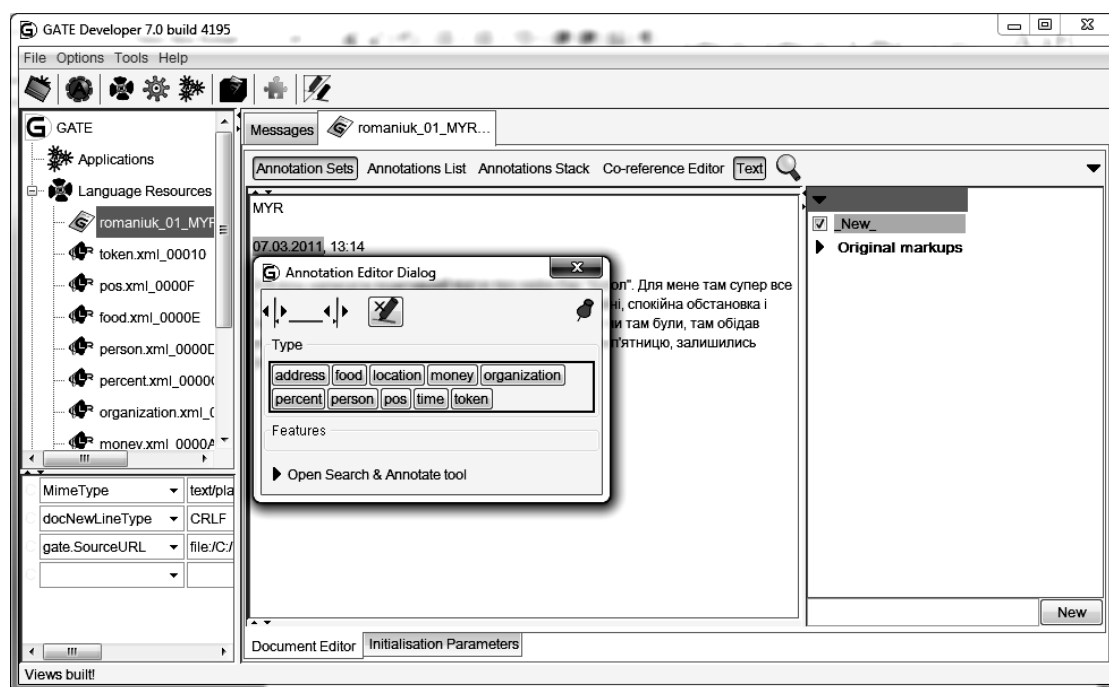 GATE Developer 7.0 build 4195
File Options Tools Help
GATE
Applications
Language Resources
romaniuk_01_MYR
token.xml_00010
pos.xml_0000F
food.xml_0000E
person.xml_0000D
percent.xml_0000
organization.xml_0
money.xml_0000A
MimeType text/pla
docNewLineType CRLF
gate.SourceURL file:/C:/
Messages romaniuk_01_MYR...
Annotation Sets Annotations List Annotations Stack Co-reference Editor Text
MYR
07.03.2011, 13:14
ол". Для мене там супер все
ні, спокійна обстановка і
и там були, там обідав
п'ятницю, залишились
Annotation Editor Dialog
Type
address food location money organization
percent person pos time token
Features
Open Search & Annotate tool
_New_
Original markups
New
Document Editor Initialisation Parameters
Views built!